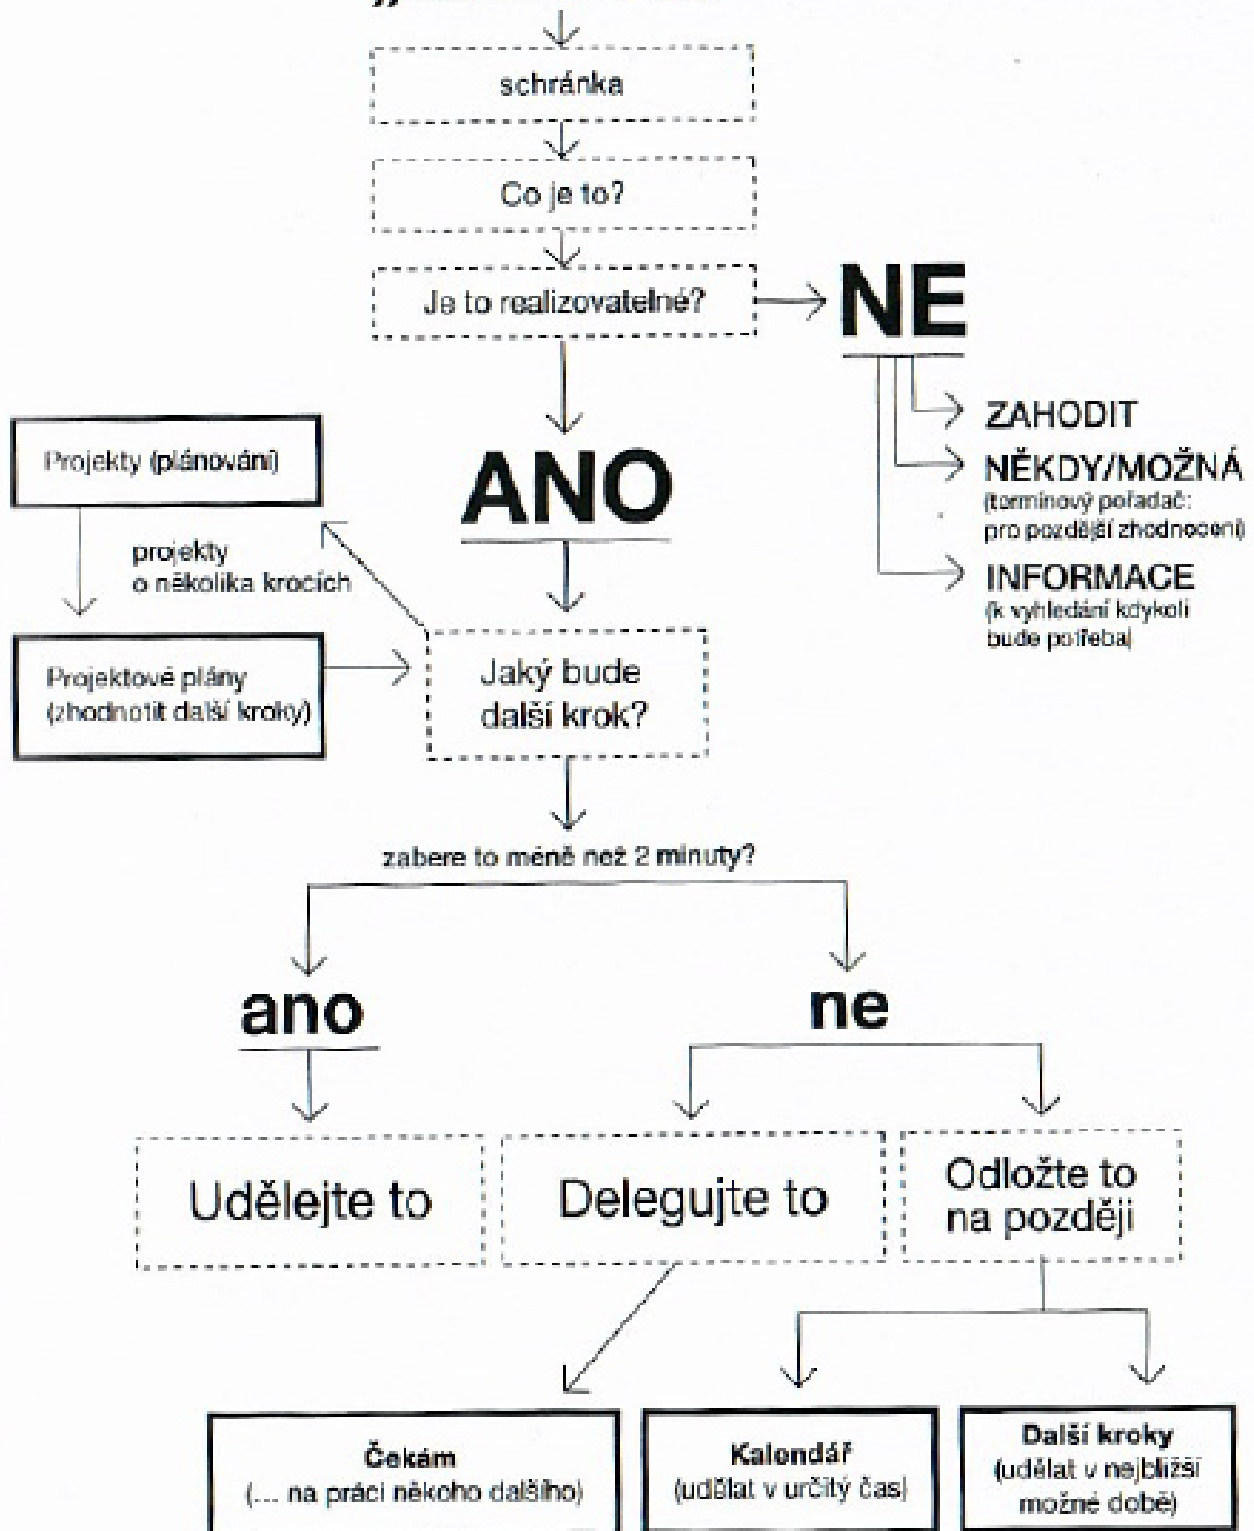 schránka
Co je to?
Je to realizovatelné?
NE
ZAHODIT
NĚKDY/MOŽNÁ
(termínový pořadač:
pro pozdější zhodnocení)
INFORMACE
(k vyhledání kdykoli
bude potřeba)
ANO
Projekty (plánování)
projekty
o několika krocích
Projektové plány
(zhodnotit další kroky)
Jaký bude
další krok?
zabere to méně než 2 minuty?
ano
ne
Udělejte to
Delegujte to
Odložte to
na později
Čekám
(... na práci někoho dalšího)
Kalendář
(udělat v určitý čas)
Další kroky
(udělat v nejbližší
možné době)